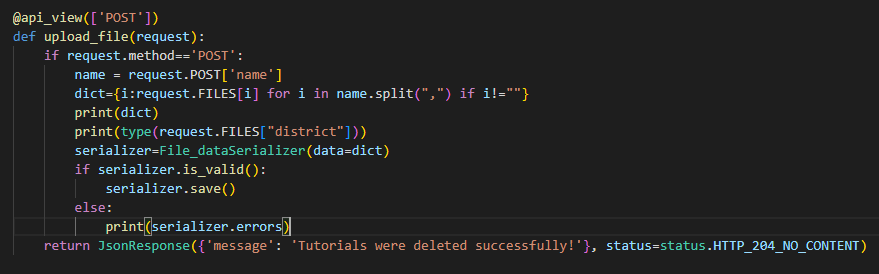 @api_view(['POST'])
def upload_file(request):
    if request.method=='POST':
        name = request.POST['name']
        dict={i:request.FILES[i] for i in name.split(",") if i!=""}
        print(dict)
        print(type(request.FILES["district"]))
        serializer=File_dataSerializer(data=dict)
        if serializer.is_valid():
            serializer.save()
        else:
            print(serializer.errors)
    return JsonResponse({'message': 'Tutorials were deleted successfully!'}, status=status.HTTP_204_NO_CONTENT)